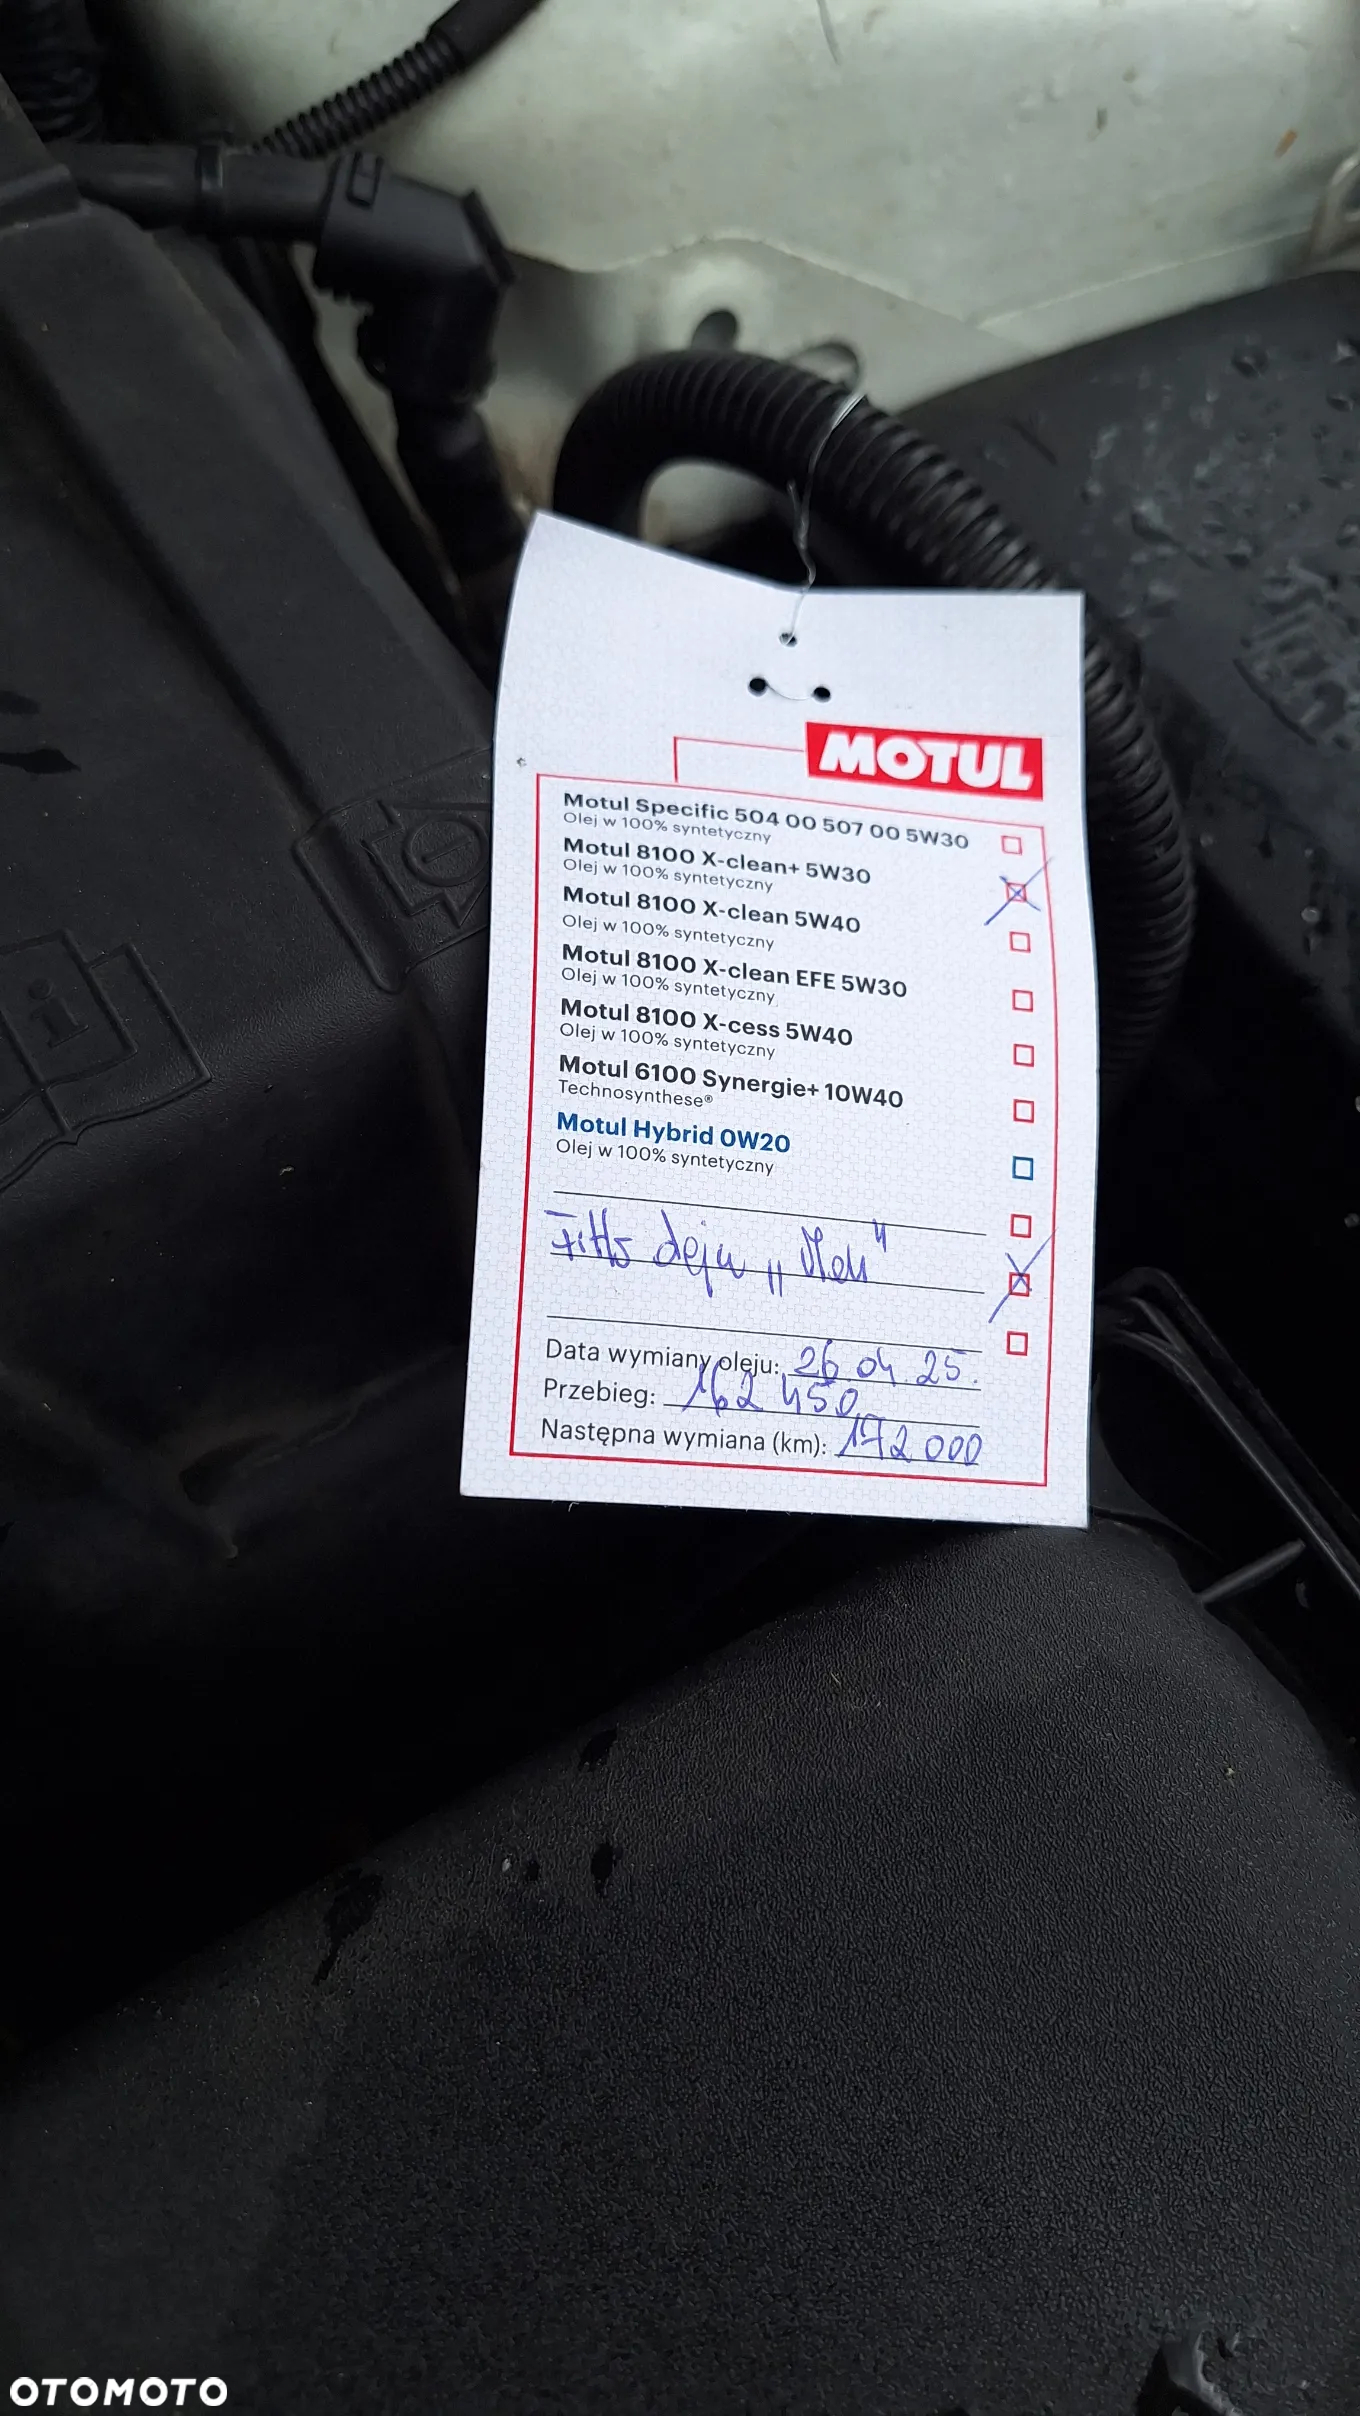 MOTUL
Motul Specific 504 00 507 00 5W30
Olej w 100% syntetyczny
Motul 8100 X-clean+ 5W30
Olej w 100% syntetyczny
Motul 8100 X-clean 5W40
Olej w 100% syntetyczny
Motul 8100 X-clean EFE 5W30
Olej w 100% syntetyczny
Motul 8100 X-cess 5W40
Olej w 100% syntetyczny
Motul 6100 Synergie+ 10W40
Technosynthese®
Motul Hybrid 0W20
Olej w 100% syntetyczny
Data wymiany oleju: 26.04.25.
Przebieg: 162 450
Następna wymiana (km): 172 000
OTOMOTO